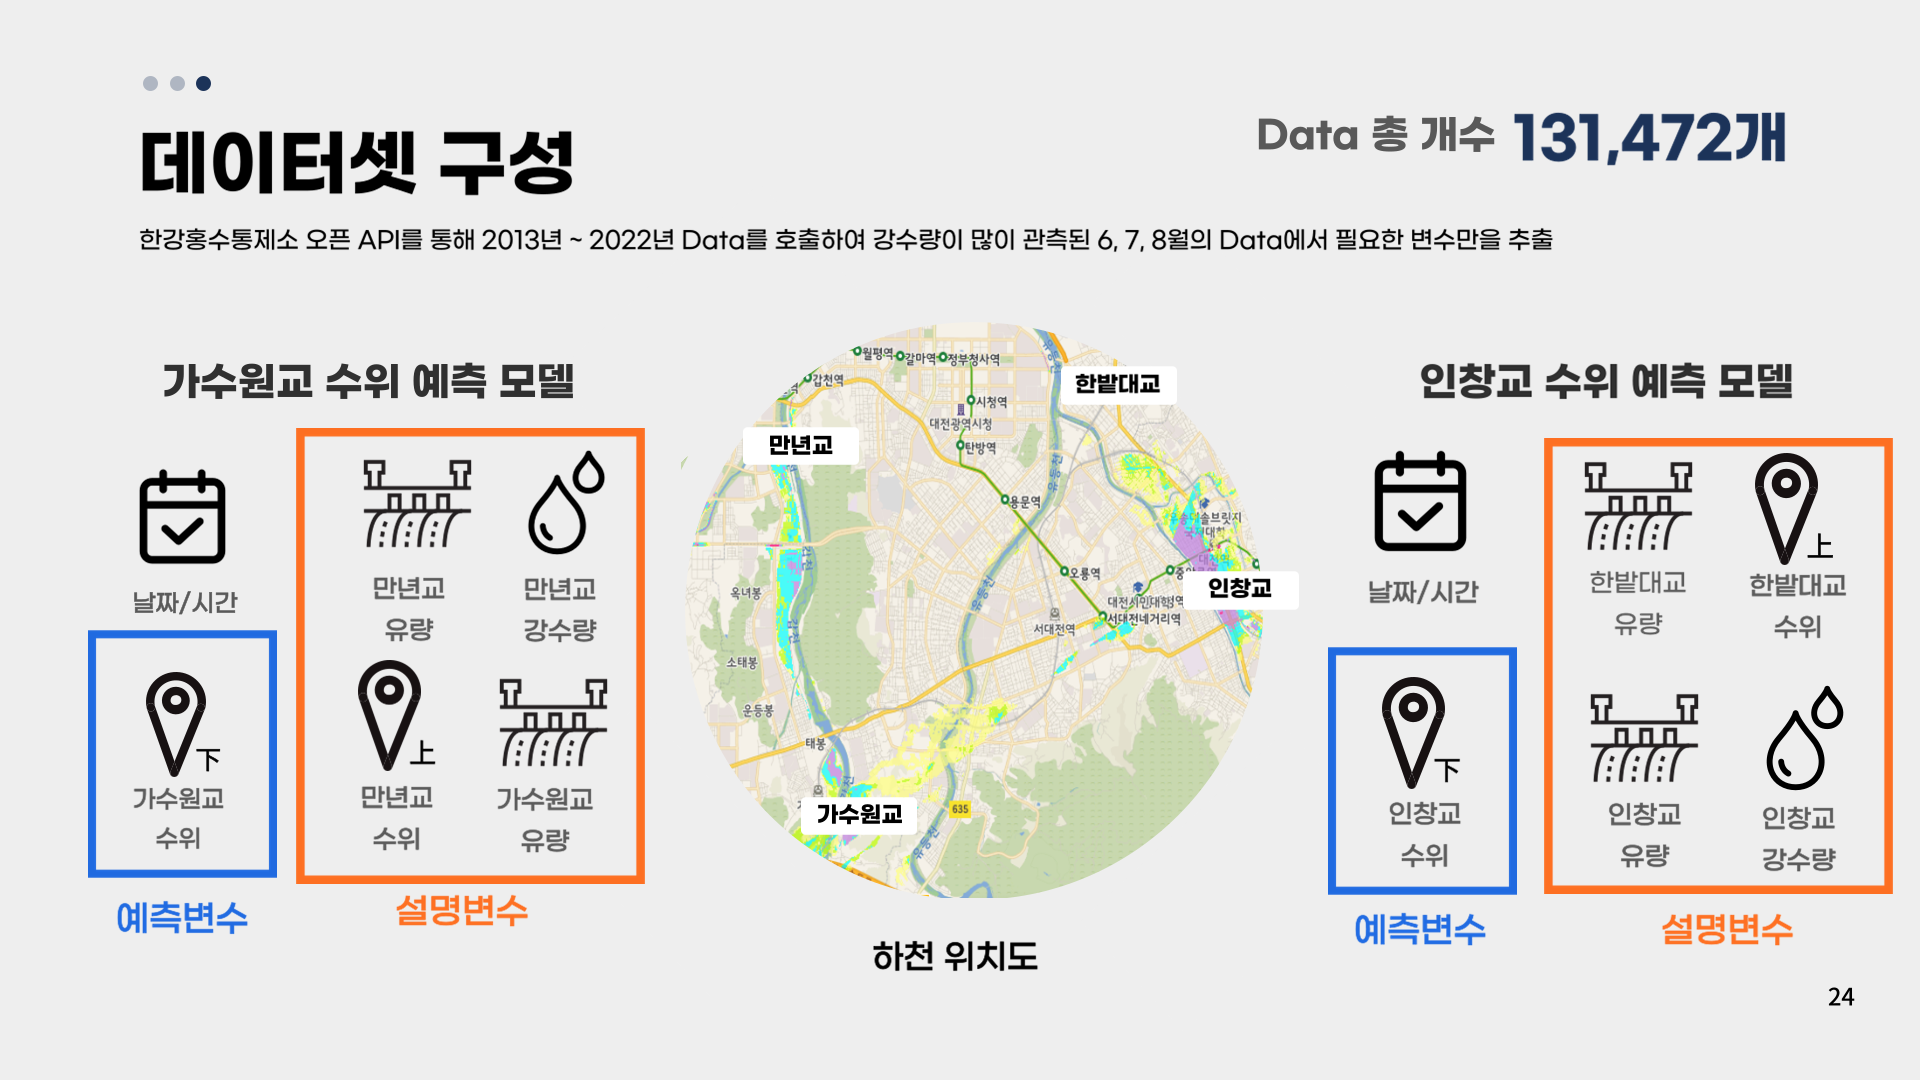 데이터셋 구성
Data 총 개수 131,472개
한강홍수통제소 오픈 API를 통해 2013년 ~ 2022년 Data를 호출하여 강수량이 많이 관측된 6, 7, 8월의 Data에서 필요한 변수만을 추출
가수원교 수위 예측 모델
날짜/시간
만년교
유량
만년교
강수량
下
가수원교
수위
上
만년교
수위
가수원교
유량
예측변수
설명변수
월평역
갈마역
정부청사역
갑천역
시청역
대전광역시청
탄방역
한밭대교
만년교
유등천
용문역
갑천
옥녀봉
오룡역
유등천
인창교
서대전역
서대전네거리역
소태봉
갑천
운등봉
태봉
가수원교
635
유등천
하천 위치도
인창교 수위 예측 모델
날짜/시간
한밭대교
유량
上
한밭대교
수위
下
인창교
수위
인창교
유량
인창교
강수량
예측변수
설명변수
24